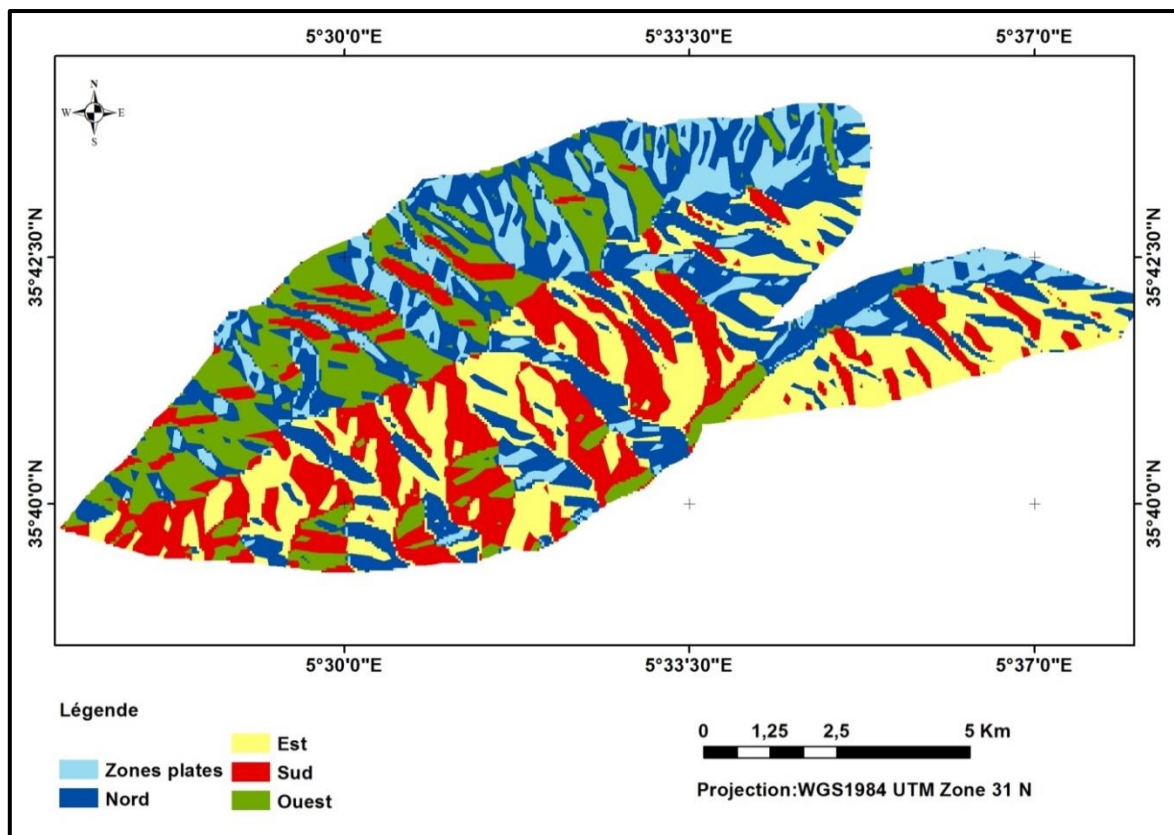 5°30'0"E 5°33'30"E 5°37'0"E
N
W E
S
35°42'30"N 35°42'30"N
35°40'0"N 35°40'0"N
5°30'0"E 5°33'30"E 5°37'0"E
Légende
Zones plates
Nord
Est
Sud
Ouest
0 1,25 2,5 5 Km
Projection:WGS1984 UTM Zone 31 N